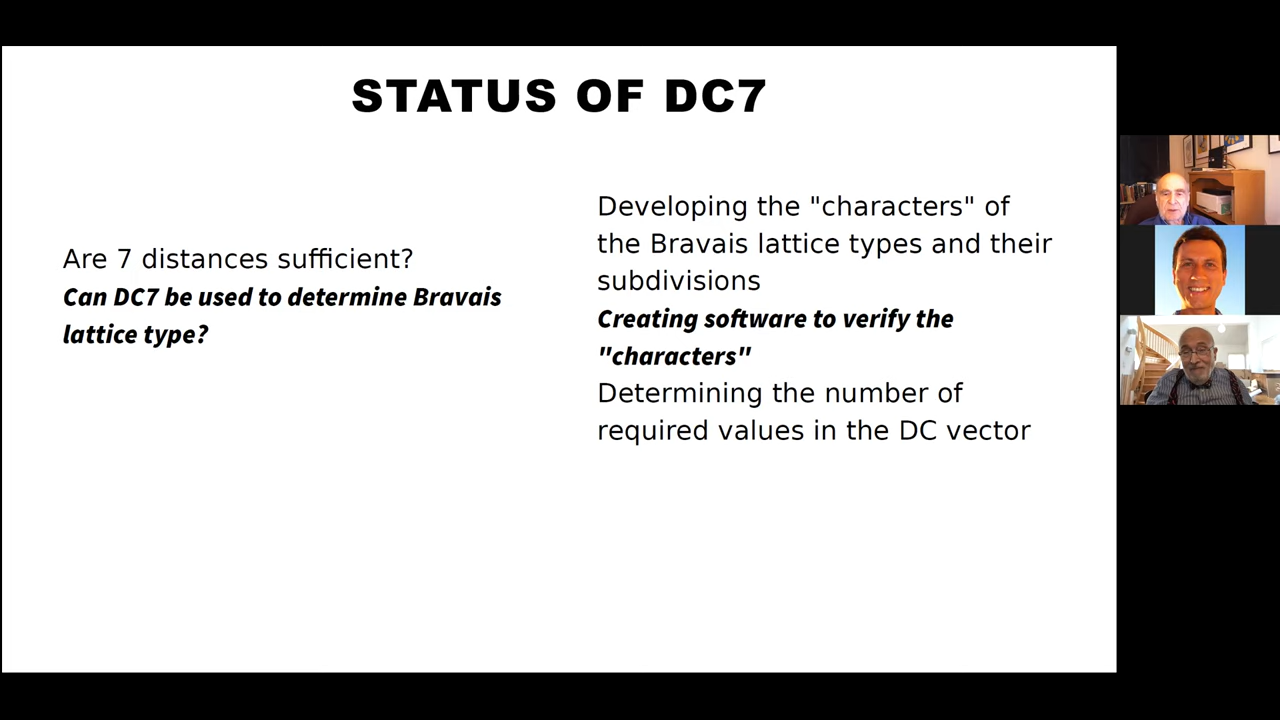 STATUS OF DC7
Are 7 distances sufficient?
Can DC7 be used to determine Bravais
lattice type?
Developing the "characters" of
the Bravais lattice types and their
subdivisions
Creating software to verify the
"characters"
Determining the number of
required values in the DC vector